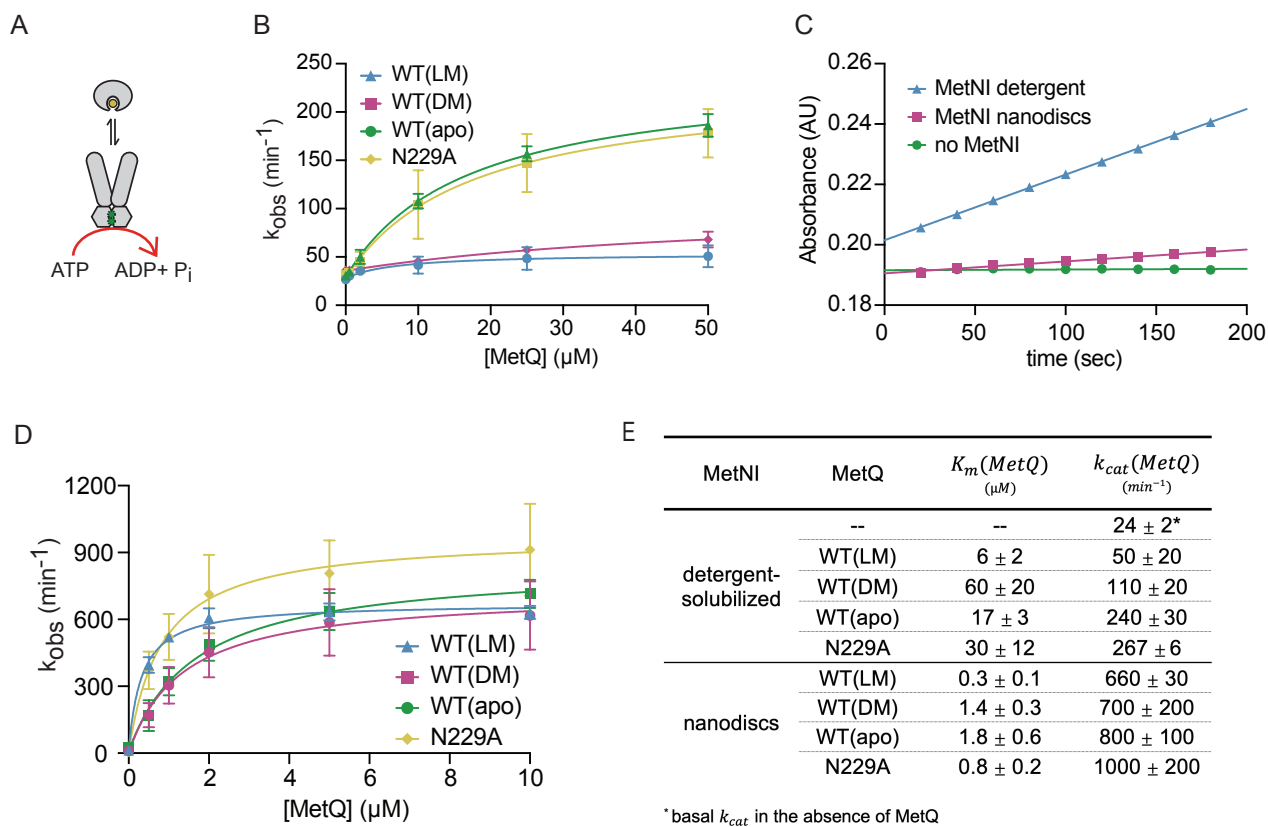 A
ATP
ADP+ Pi
B
250
200
150
100
50
0
kobs (min⁻¹)
WT(LM)
WT(DM)
WT(apo)
N229A
0
10
20
30
40
50
[MetQ] (µM)
C
0.26
0.24
0.22
0.20
0.18
Absorbance (AU)
MetNI detergent
MetNI nanodiscs
no MetNI
0
50
100
150
200
time (sec)
D
1200
900
600
300
0
kobs (min⁻¹)
WT(LM)
WT(DM)
WT(apo)
N229A
0
2
4
6
8
10
[MetQ] (µM)
E
MetNI MetQ Km(MetQ) kcat(MetQ)
(µM) (min⁻¹)
-- -- 24 ± 2*
WT(LM) 6 ± 2 50 ± 20
detergent-
WT(DM) 60 ± 20 110 ± 20
solubilized
WT(apo) 17 ± 3 240 ± 30
N229A 30 ± 12 267 ± 6
WT(LM) 0.3 ± 0.1 660 ± 30
nanodiscs
WT(DM) 1.4 ± 0.3 700 ± 200
WT(apo) 1.8 ± 0.6 800 ± 100
N229A 0.8 ± 0.2 1000 ± 200
*basal kcat in the absence of MetQ